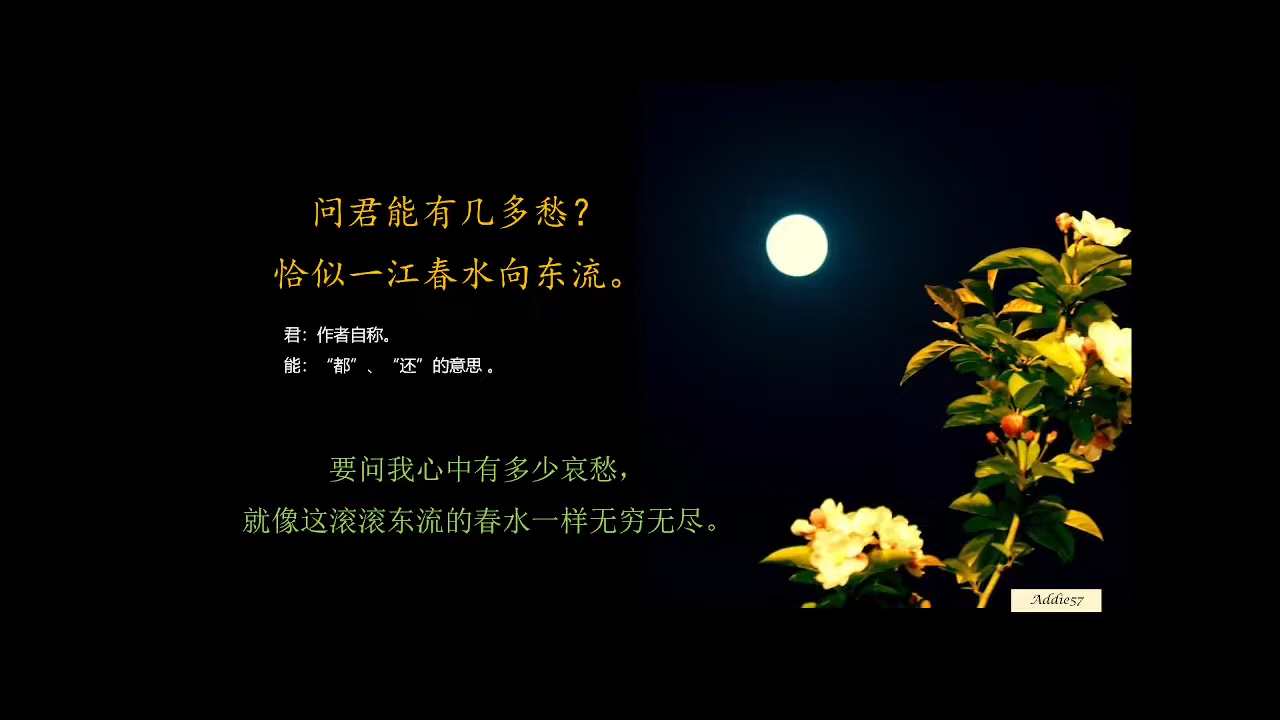 问君能有几多愁？
恰似一江春水向东流。
君：作者自称。
能：“都”、“还”的意思 。
要问我心中有多少哀愁，
就像这滚滚东流的春水一样无穷无尽。
Addie57